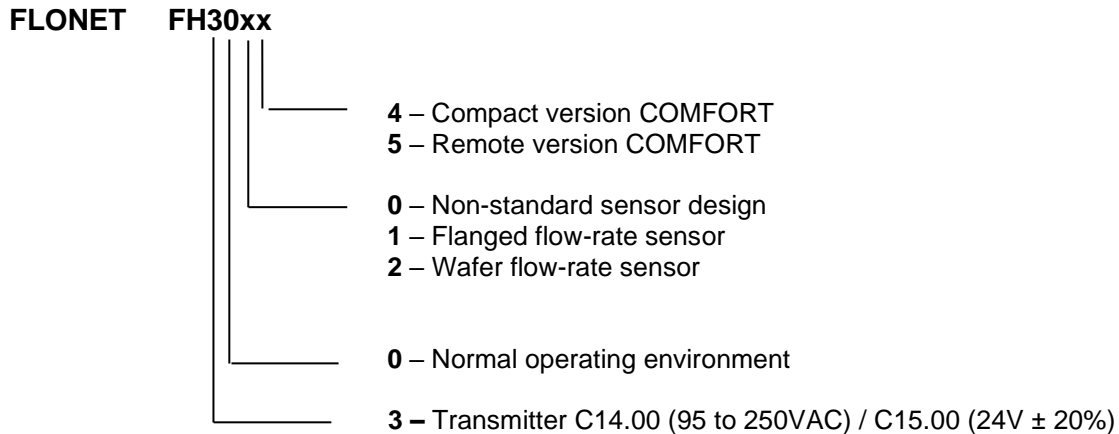 FLONET FH30xx
4 – Compact version COMFORT
5 – Remote version COMFORT
0 – Non-standard sensor design
1 – Flanged flow-rate sensor
2 – Wafer flow-rate sensor
0 – Normal operating environment
3 – Transmitter C14.00 (95 to 250VAC) / C15.00 (24V ± 20%)